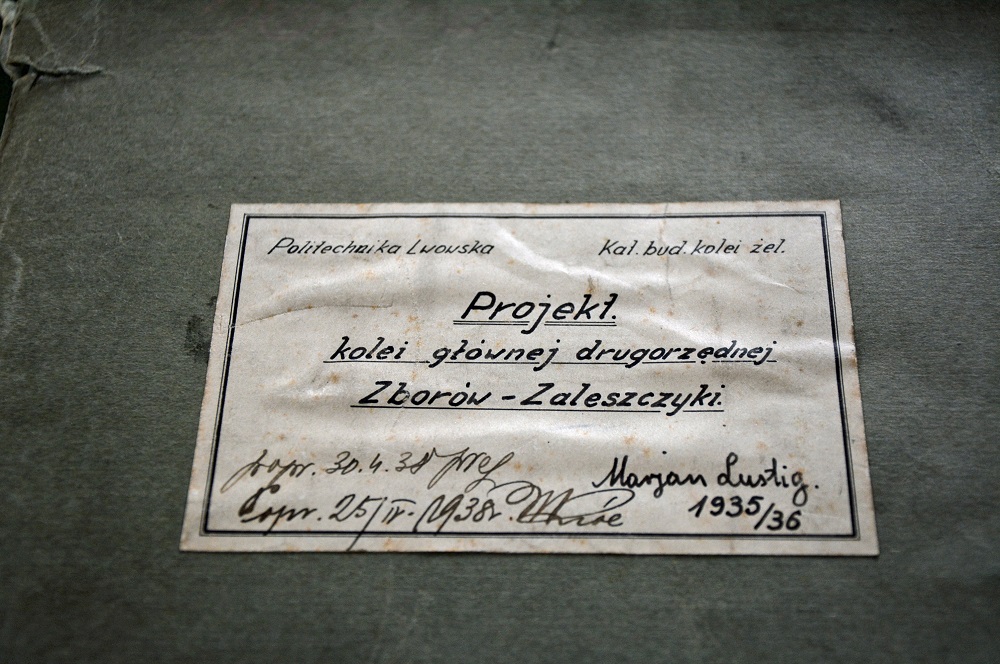 Politechnika Lwowska
Kat. bud. kolei żel.
Projekt.
kolei głównej drugorzędnej
Zborów - Zaleszczyki.
popr. 30.4.38
Popr. 25/IV. 1938r.
Marjan Lustig.
1935/36